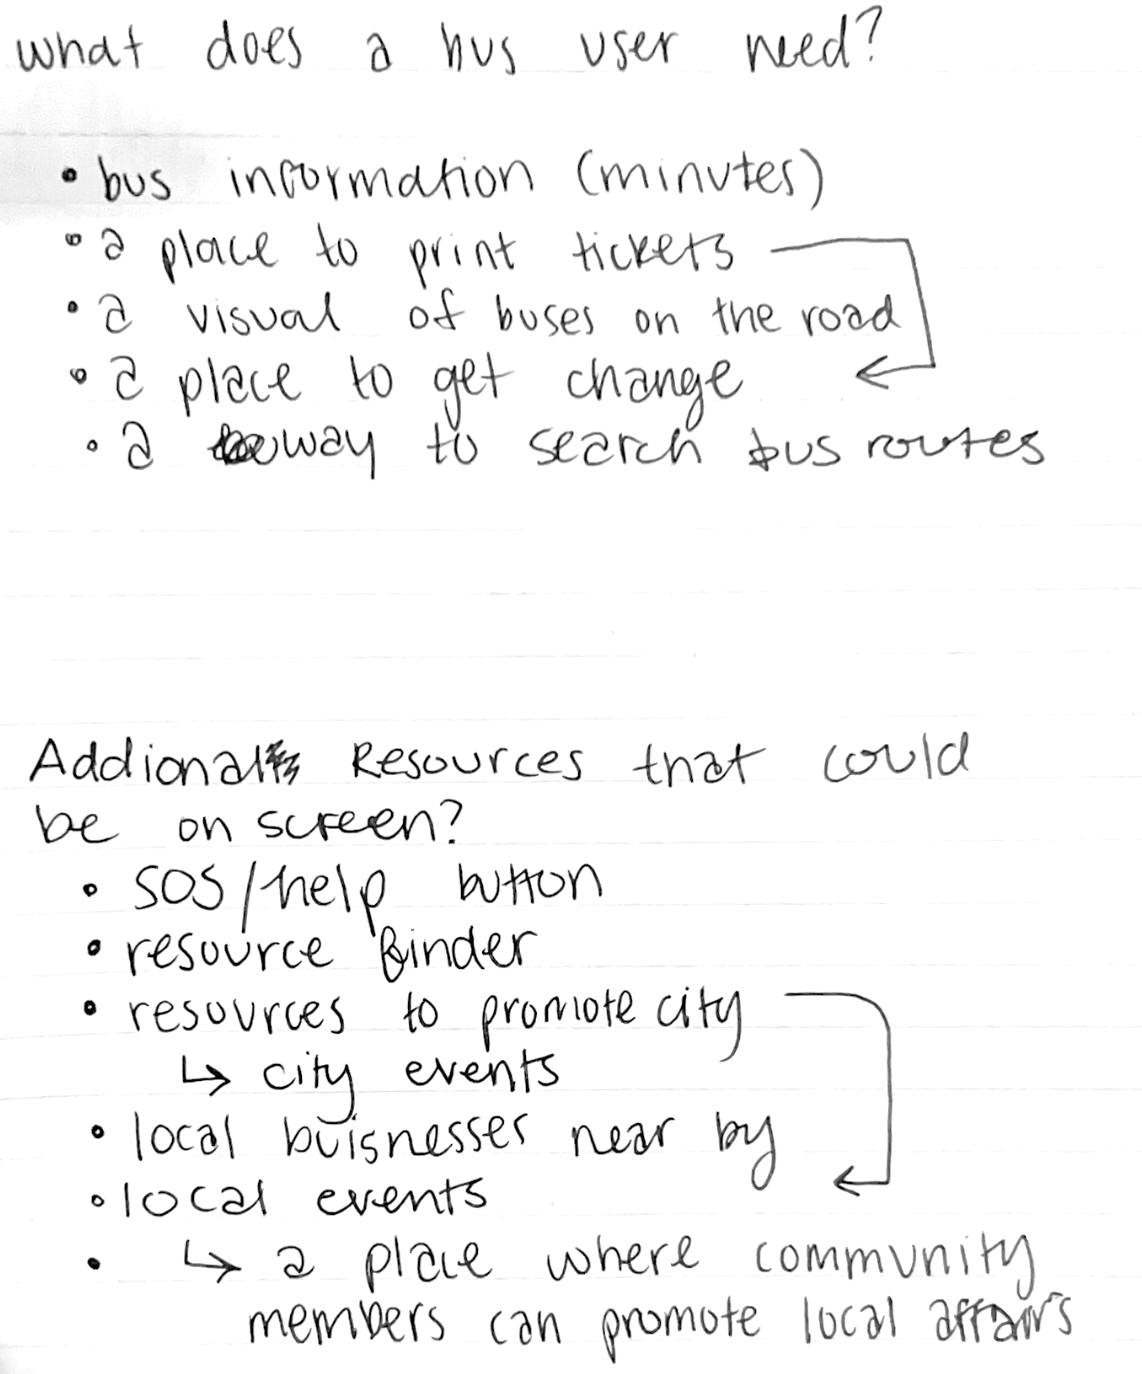 what does a bus user need?
• bus information (minutes)
• a place to print tickets
• a visual of buses on the road
• a place to get change
• a way to search bus routes
Addional Resources that could
be on screen?
• SOS/help button
• resource Binder
• resources to promote city
↳ city events
• local buisnesses near by
• local events
• ↳ a place where community
members can promote local affairs